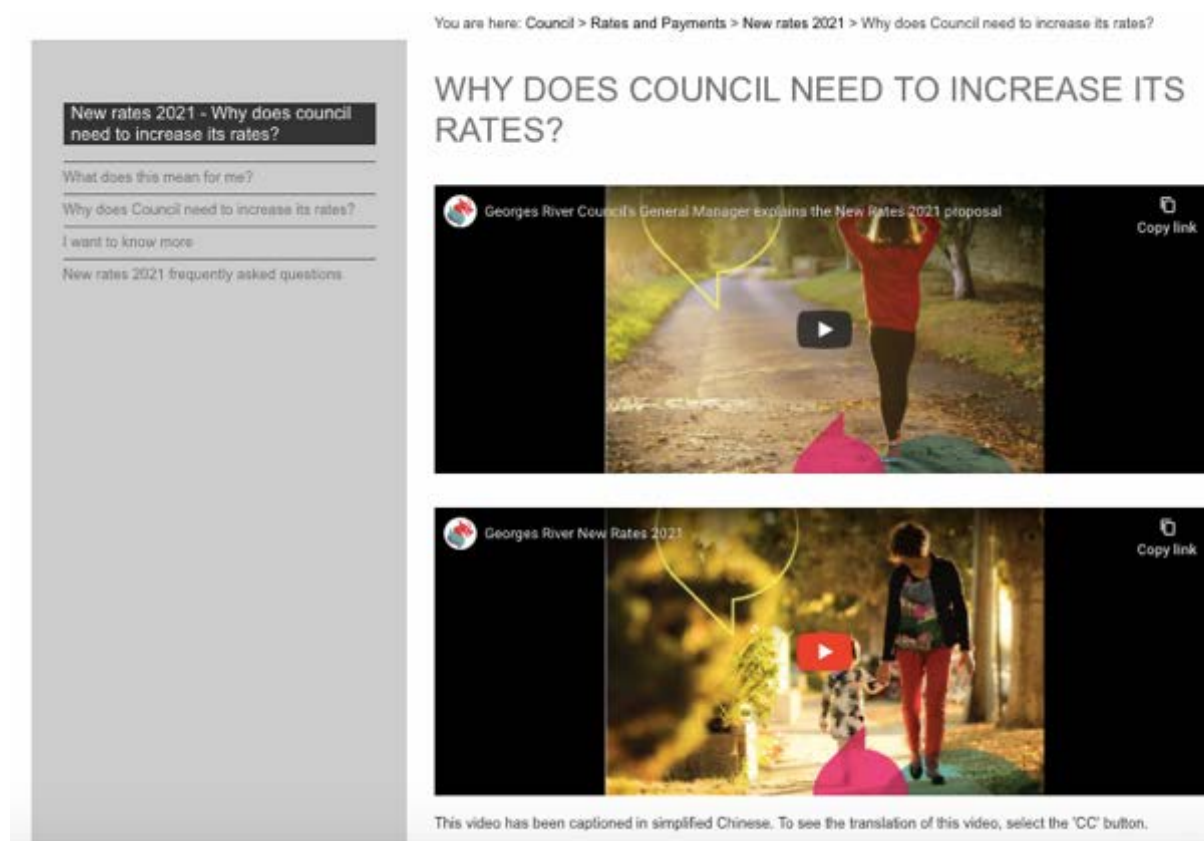 You are here: Council > Rates and Payments > New rates 2021 > Why does Council need to increase its rates?
New rates 2021 - Why does council
need to increase its rates?
What does this mean for me?
Why does Council need to increase its rates?
I want to know more
New rates 2021 frequently asked questions
WHY DOES COUNCIL NEED TO INCREASE ITS
RATES?
Georges River Council's General Manager explains the New Rates 2021 proposal
Copy link
Georges River New Rates 2021
Copy link
This video has been captioned in simplified Chinese. To see the translation of this video, select the 'CC' button.